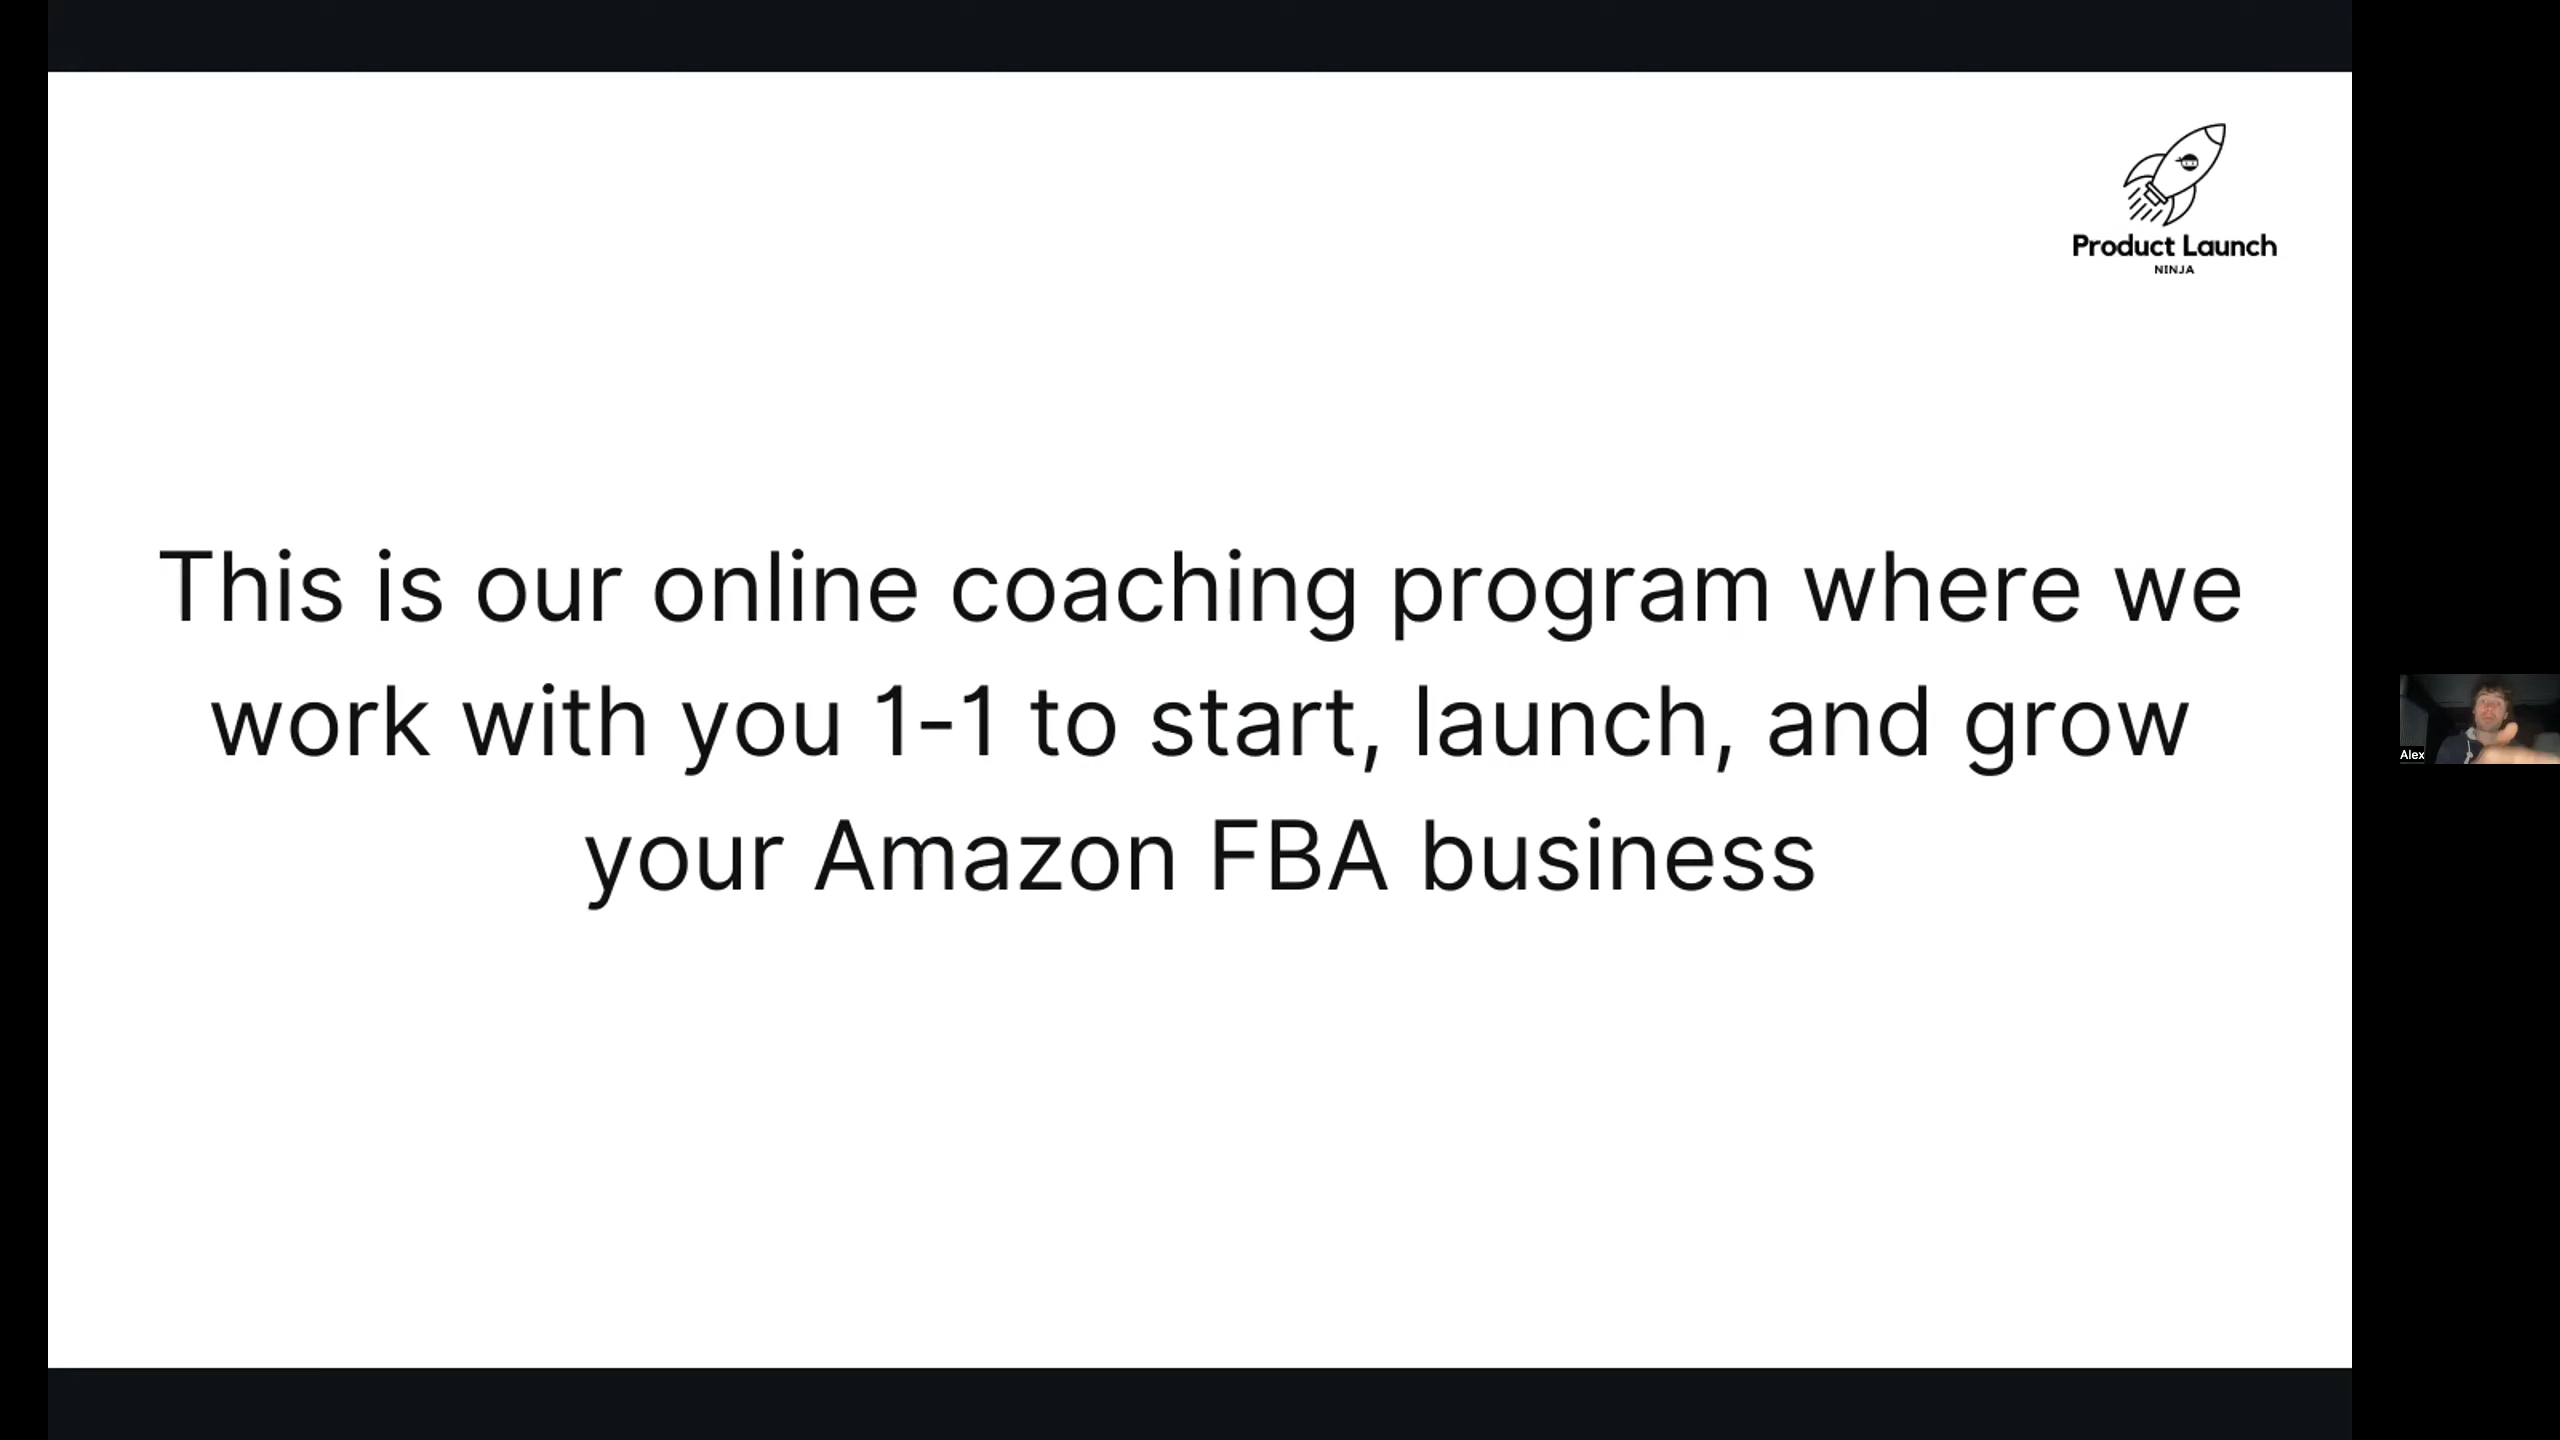 Product Launch
NINJA
This is our online coaching program where we
work with you 1-1 to start, launch, and grow
your Amazon FBA business
Alex